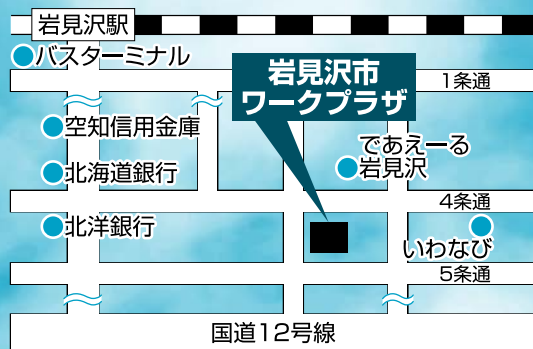 岩見沢駅
バスターミナル
岩見沢市
ワークプラザ
1条通
空知信用金庫
であえーる
岩見沢
北海道銀行
4条通
北洋銀行
いわなび
5条通
国道12号線